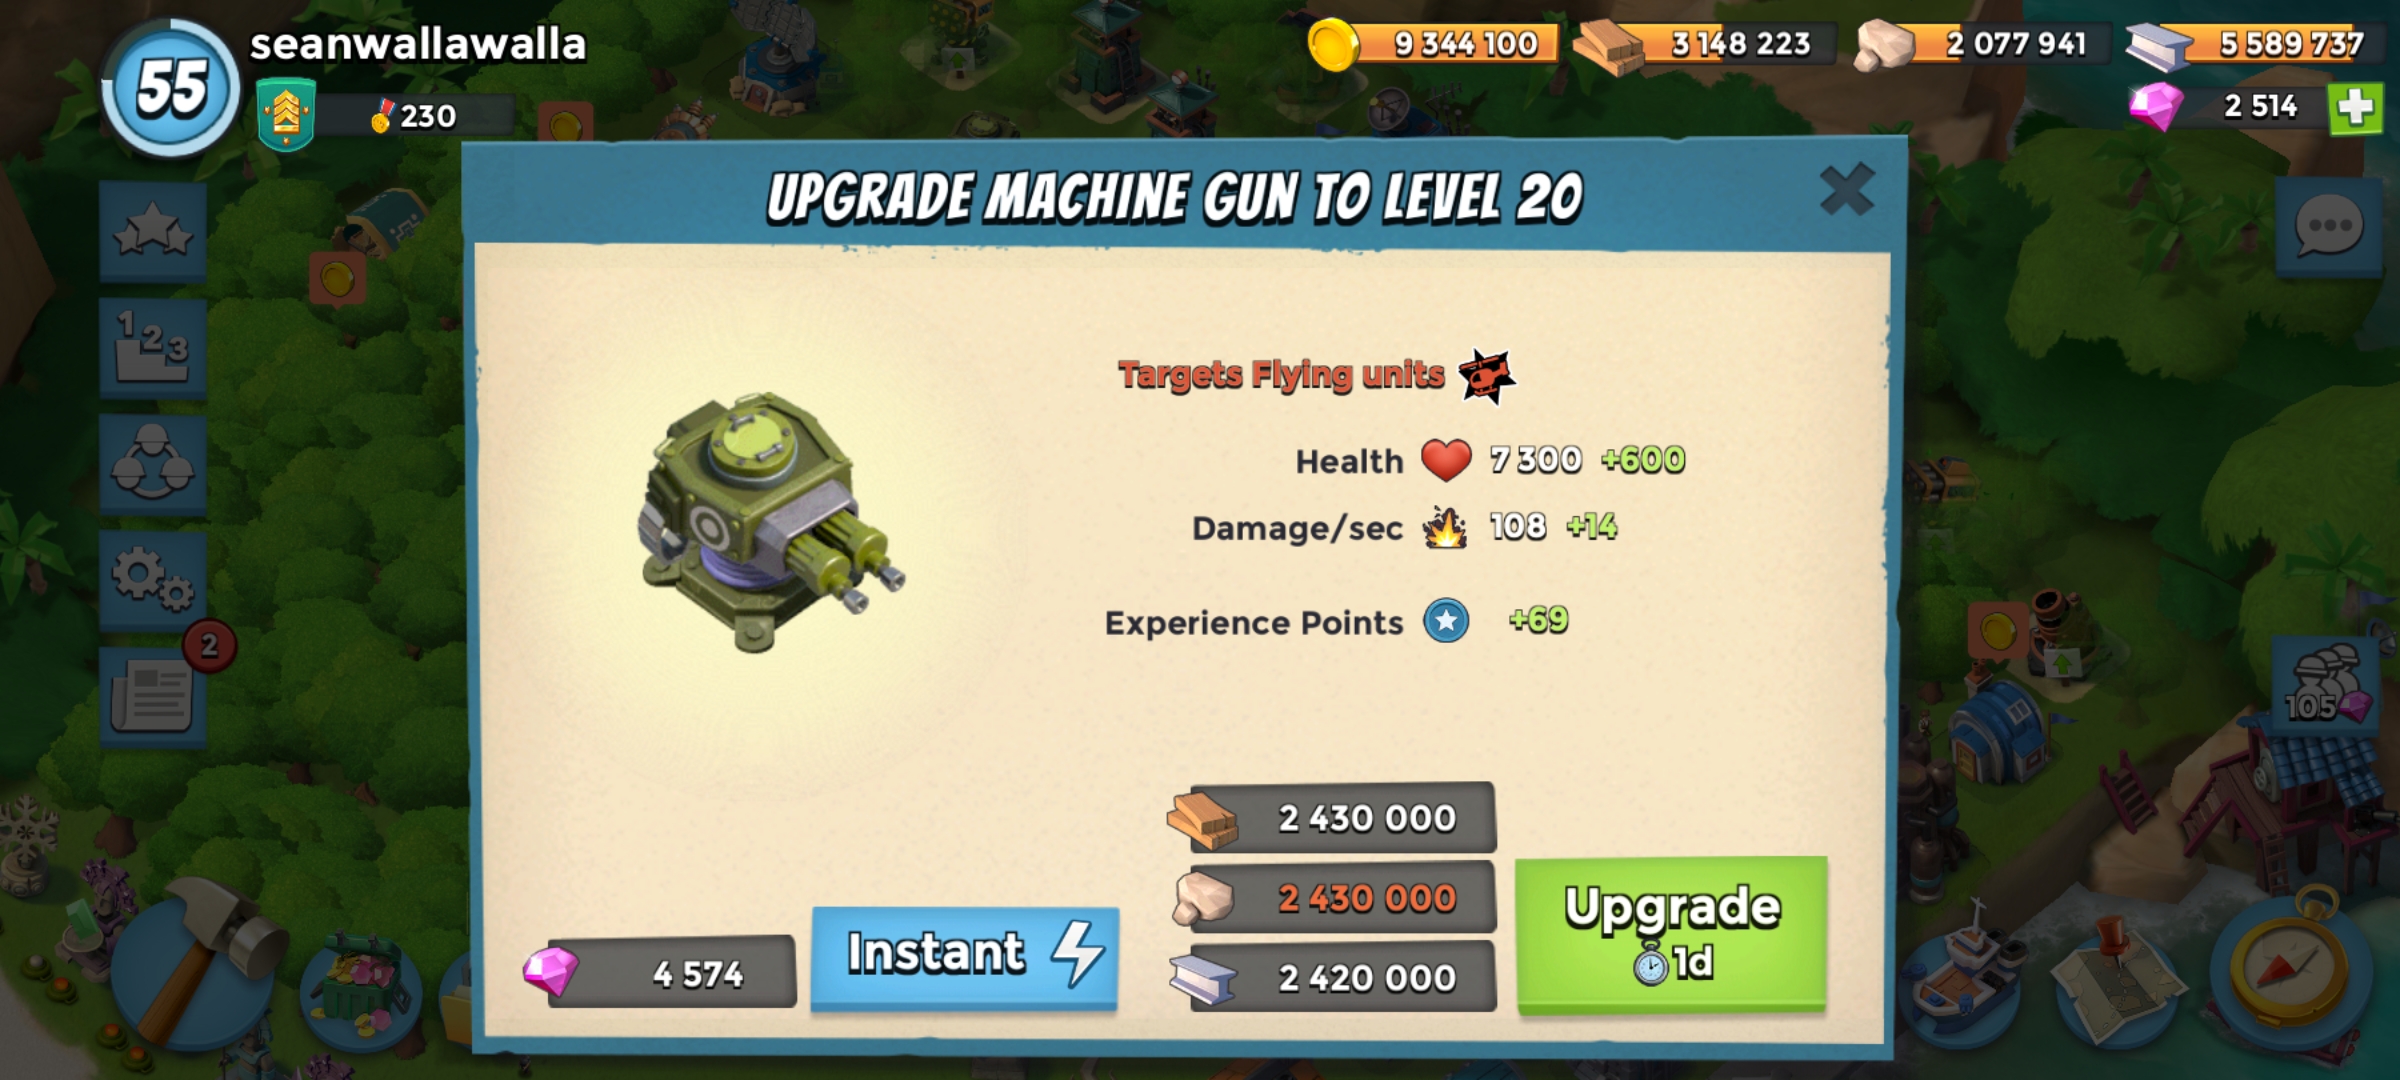 55
seanwallawalla
230
9 344 100
3 148 223
2 077 941
5 589 737
2 514
UPGRADE MACHINE GUN TO LEVEL 20
Targets Flying units
Health 7 300 +600
Damage/sec 108 +14
Experience Points +69
1 2 3
2
105
2 430 000
2 430 000
2 420 000
4 574
Instant
Upgrade
1d